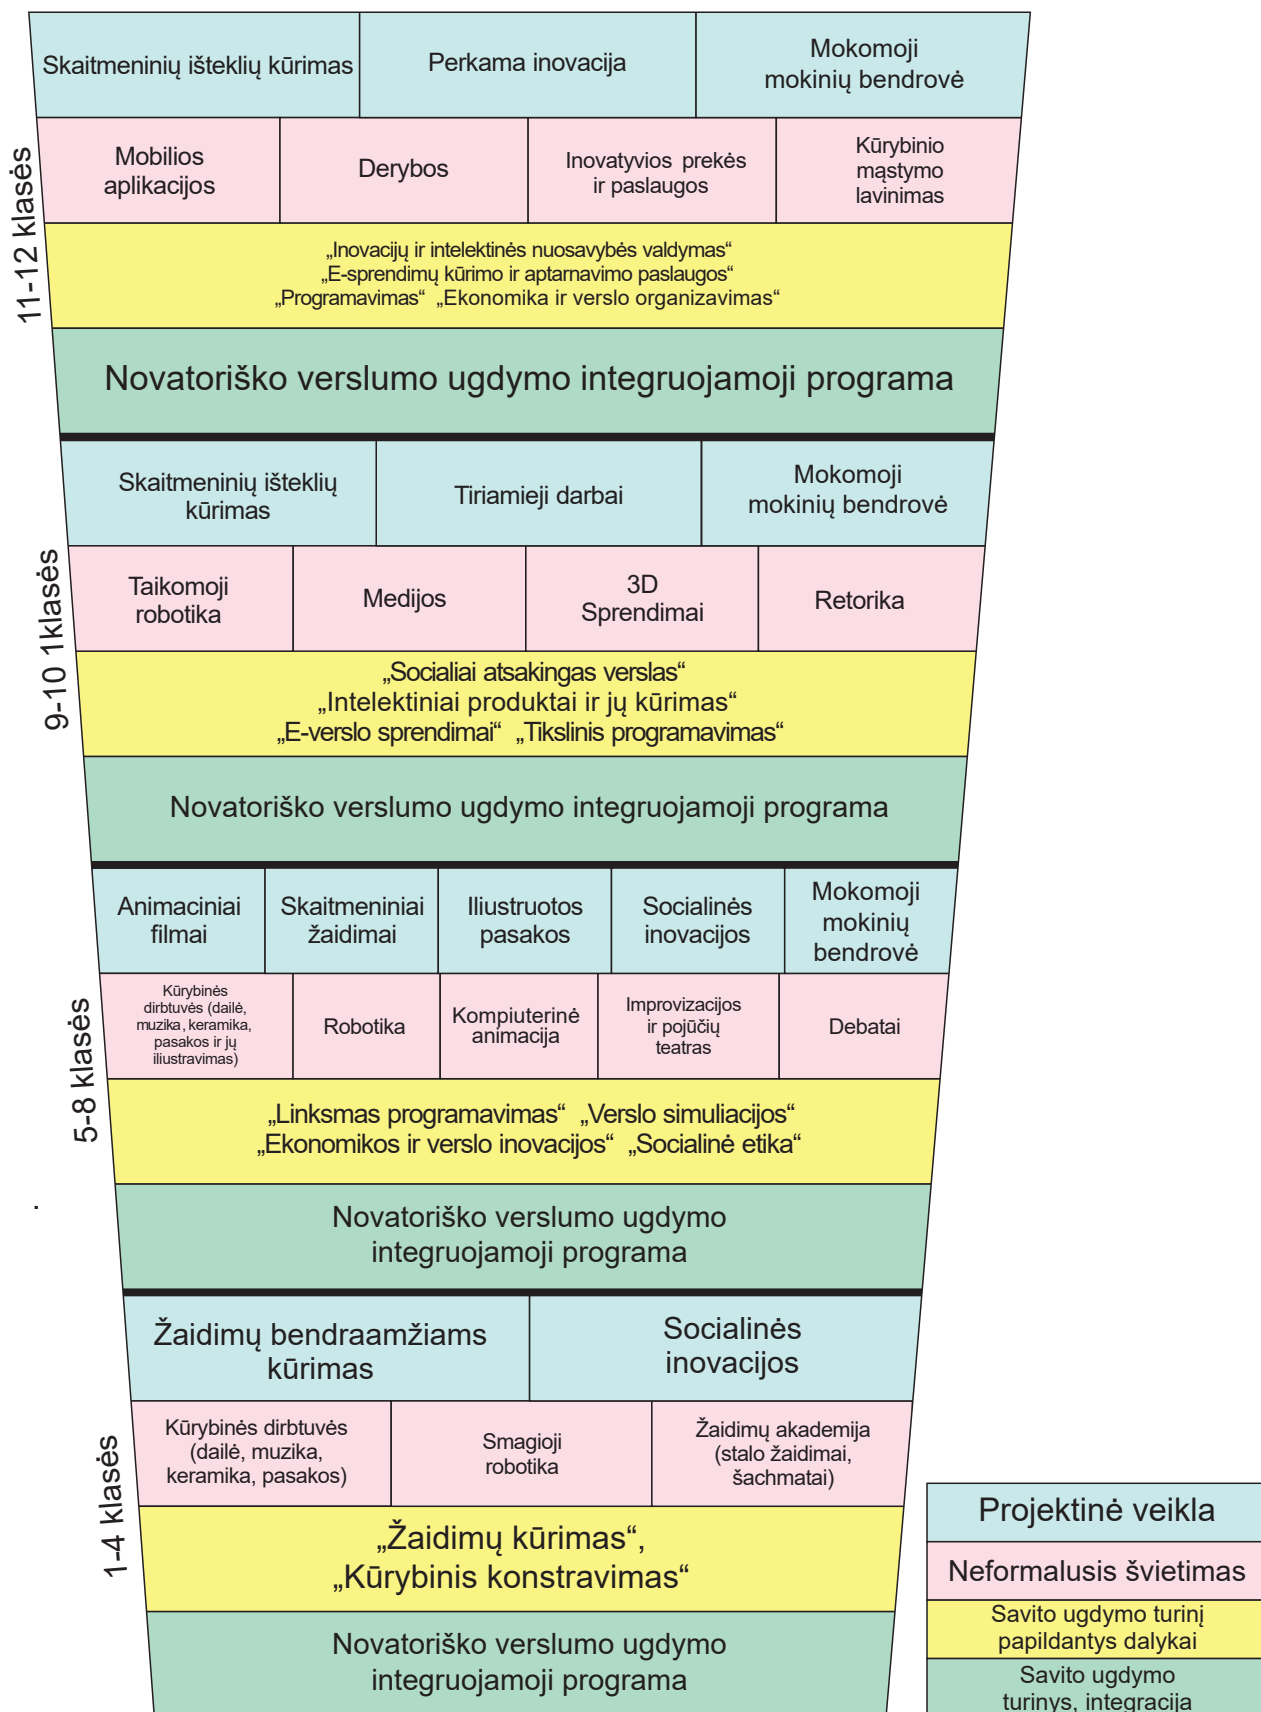 Skaitmeninių išteklių kūrimas
Perkama inovacija
Mokomoji
mokinių bendrovė
11-12 klasės
Mobilios
aplikacijos
Derybos
Inovatyvios prekės
ir paslaugos
Kūrybinio
mąstymo
lavinimas
„Inovacijų ir intelektinės nuosavybės valdymas“
„E-sprendimų kūrimo ir aptarnavimo paslaugos“
„Programavimas“ „Ekonomika ir verslo organizavimas“
Novatoriško verslumo ugdymo integruojamoji programa
Skaitmeninių išteklių
kūrimas
Tiriamieji darbai
Mokomoji
mokinių bendrovė
9-10 1klasės
Taikomoji
robotika
Medijos
3D
Sprendimai
Retorika
„Socialiai atsakingas verslas“
„Intelektiniai produktai ir jų kūrimas“
„E-verslo sprendimai“ „Tikslinis programavimas“
Novatoriško verslumo ugdymo integruojamoji programa
Animaciniai
filmai
Skaitmeniniai
žaidimai
Iliustruotos
pasakos
Socialinės
inovacijos
Mokomoji
mokinių
bendrovė
5-8 klasės
Kūrybinės
dirbtuvės (dailė,
muzika, keramika,
pasakos ir jų
iliustravimas)
Robotika
Kompiuterinė
animacija
Improvizacijos
ir pojūčių
teatras
Debatai
„Linksmas programavimas“ „Verslo simuliacijos“
„Ekonomikos ir verslo inovacijos“ „Socialinė etika“
Novatoriško verslumo ugdymo
integruojamoji programa
Žaidimų bendraamžiams
kūrimas
Socialinės
inovacijos
1-4 klasės
Kūrybinės dirbtuvės
(dailė, muzika,
keramika, pasakos)
Smagioji
robotika
Žaidimų akademija
(stalo žaidimai,
šachmatai)
„Žaidimų kūrimas“,
„Kūrybinis konstravimas“
Novatoriško verslumo ugdymo
integruojamoji programa
Projektinė veikla
Neformalusis švietimas
Savito ugdymo turinį
papildantys dalykai
Savito ugdymo
turinys, integracija